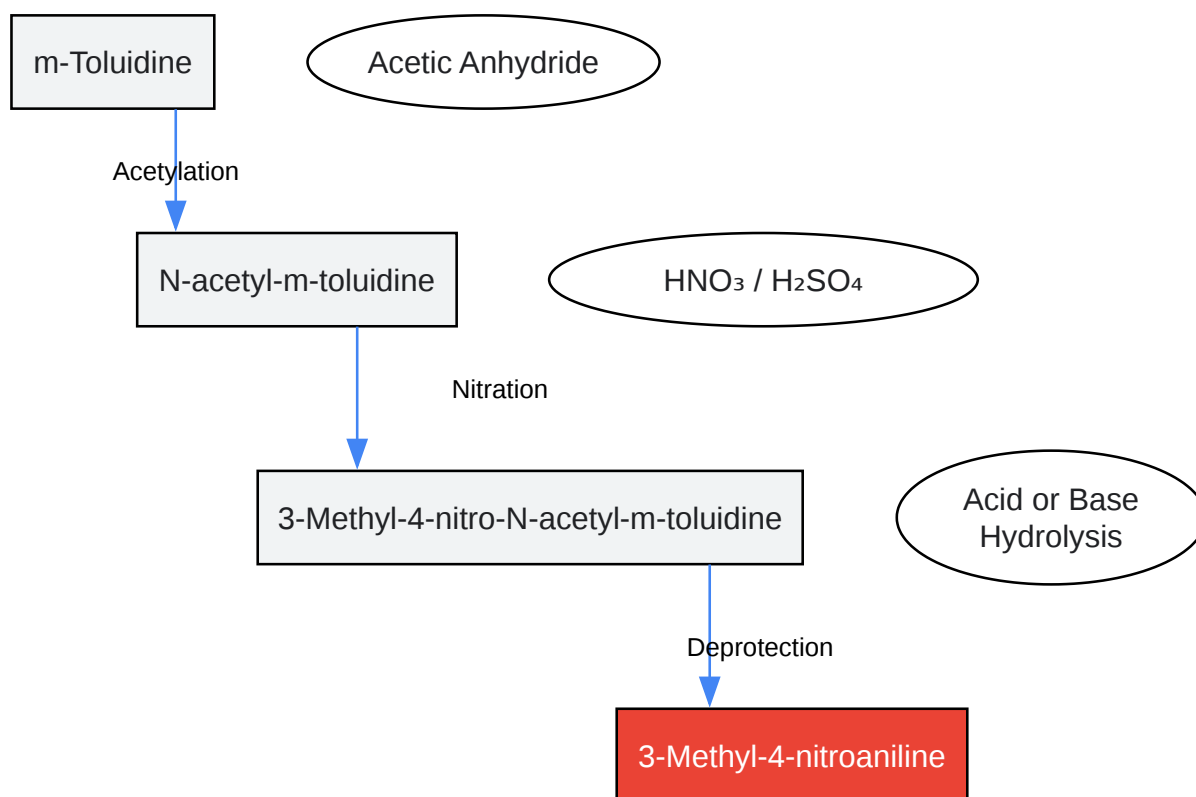 m-Toluidine
Acetic Anhydride
Acetylation
N-acetyl-m-toluidine
HNO₃ / H₂SO₄
Nitration
3-Methyl-4-nitro-N-acetyl-m-toluidine
Acid or Base
Hydrolysis
Deprotection
3-Methyl-4-nitroaniline